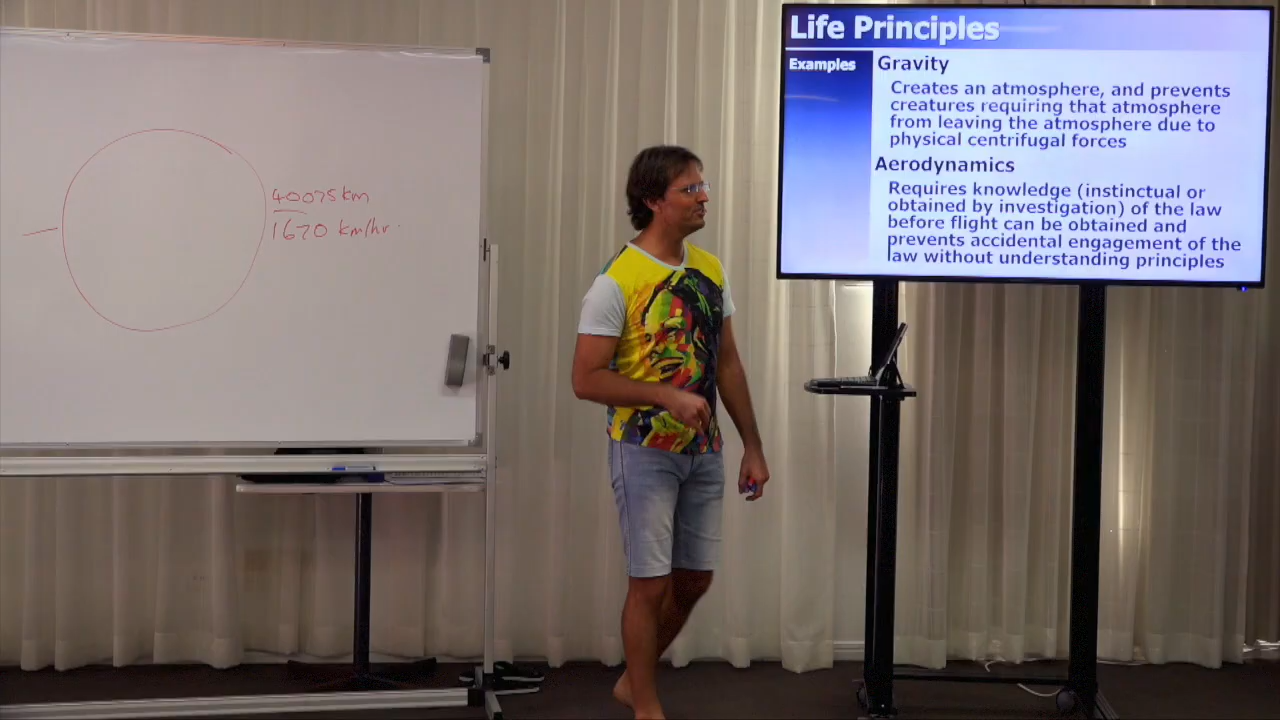 40075km
1670 km/hr
Life Principles
Examples
Gravity
Creates an atmosphere, and prevents
creatures requiring that atmosphere
from leaving the atmosphere due to
physical centrifugal forces
Aerodynamics
Requires knowledge (instinctual or
obtained by investigation) of the law
before flight can be obtained and
prevents accidental engagement of the
law without understanding principles